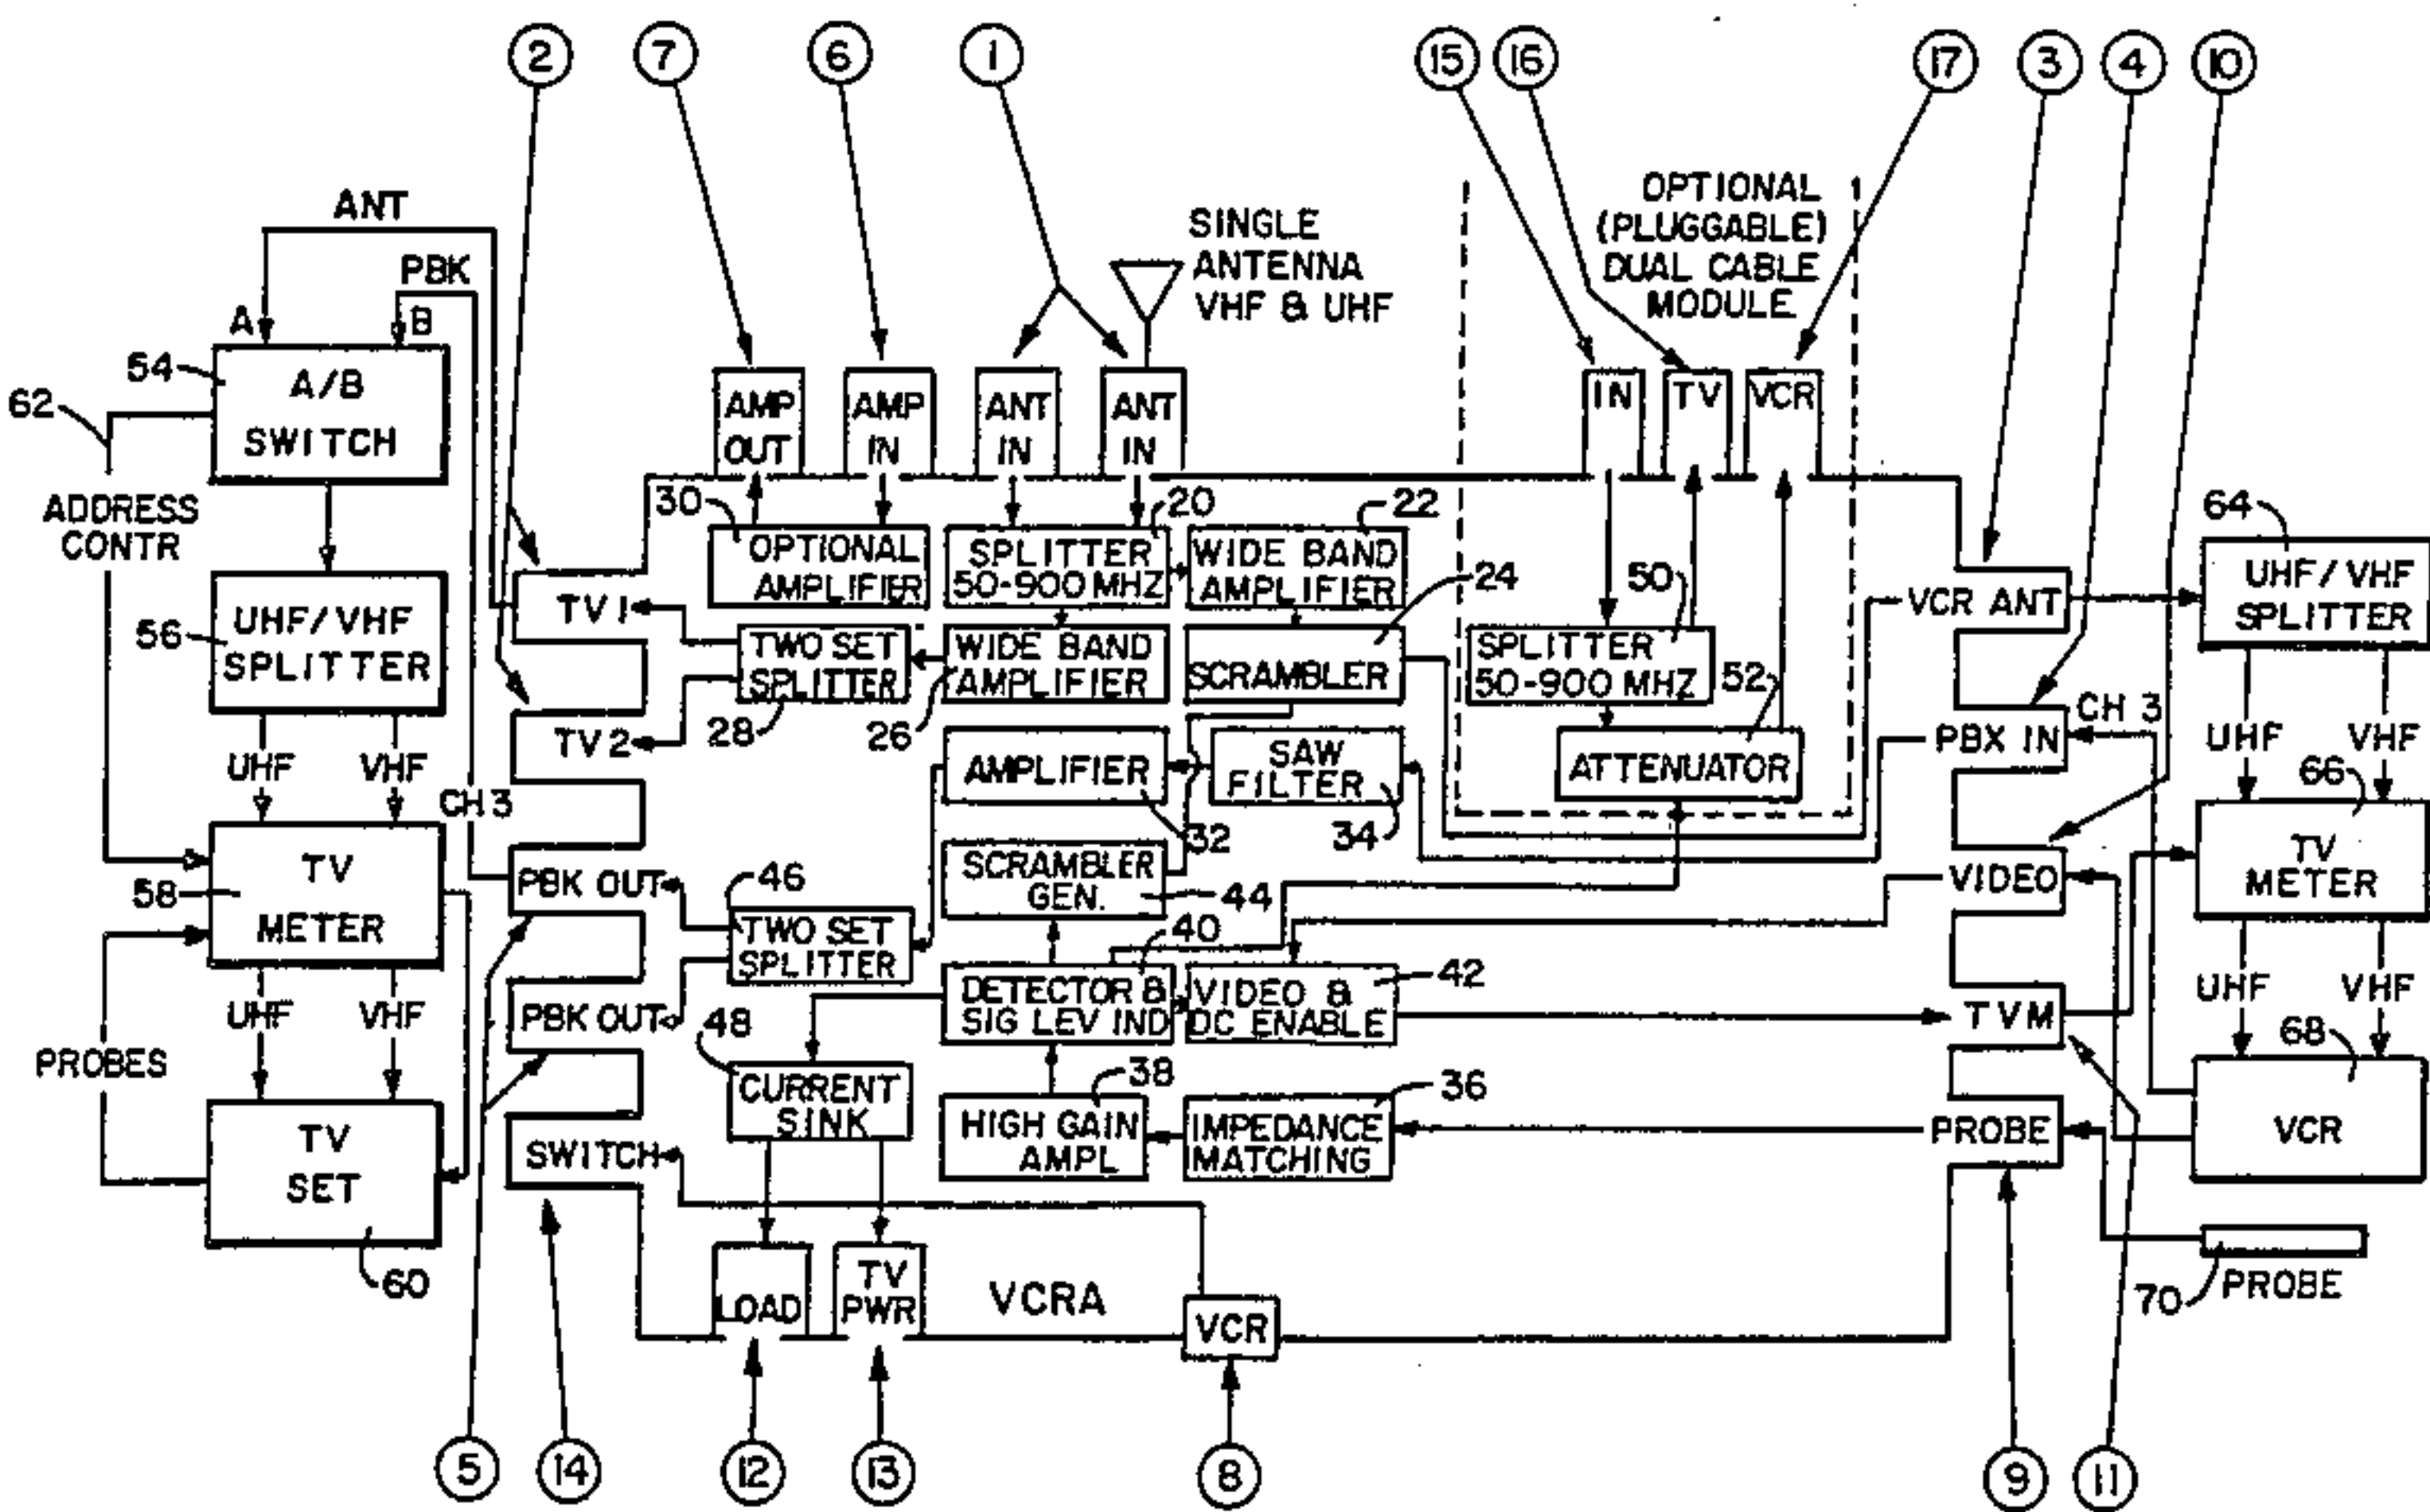 2
7
6
1
15
16
17
3
4
10
ANT
PBK
A
B
54
A/B
SWITCH
62
ADDRESS
CONTR
56
UHF/VHF
SPLITTER
UHF
VHF
CH 3
TV
METER
58
UHF
VHF
PROBES
TV
SET
60
SINGLE
ANTENNA
VHF & UHF
OPTIONAL
(PLUGGABLE)
DUAL CABLE
MODULE
AMP
OUT
AMP
IN
ANT
IN
ANT
IN
IN
TV
VCR
30
OPTIONAL
AMPLIFIER
20
SPLITTER
50-900 MHZ
22
WIDE BAND
AMPLIFIER
24
TV 1
TWO SET
SPLITTER
28
WIDE BAND
AMPLIFIER
26
SCRAMBLER
50
SPLITTER
50-900 MHZ
52
TV 2
AMPLIFIER
32
SAW
FILTER
34
ATTENUATOR
SCRAMBLER
GEN.
44
PBK OUT
46
TWO SET
SPLITTER
40
DETECTOR &
SIG LEV IND
VIDEO &
DC ENABLE
42
PBK OUT
48
CURRENT
SINK
38
HIGH GAIN
AMPL
36
IMPEDANCE
MATCHING
SWITCH
LOAD
TV
PWR
VCRA
VCR
VCR ANT
PBX IN
CH 3
VIDEO
TVM
PROBE
64
UHF/VHF
SPLITTER
UHF
VHF
66
TV
METER
UHF
VHF
68
VCR
70
PROBE
5
14
12
13
8
9
11